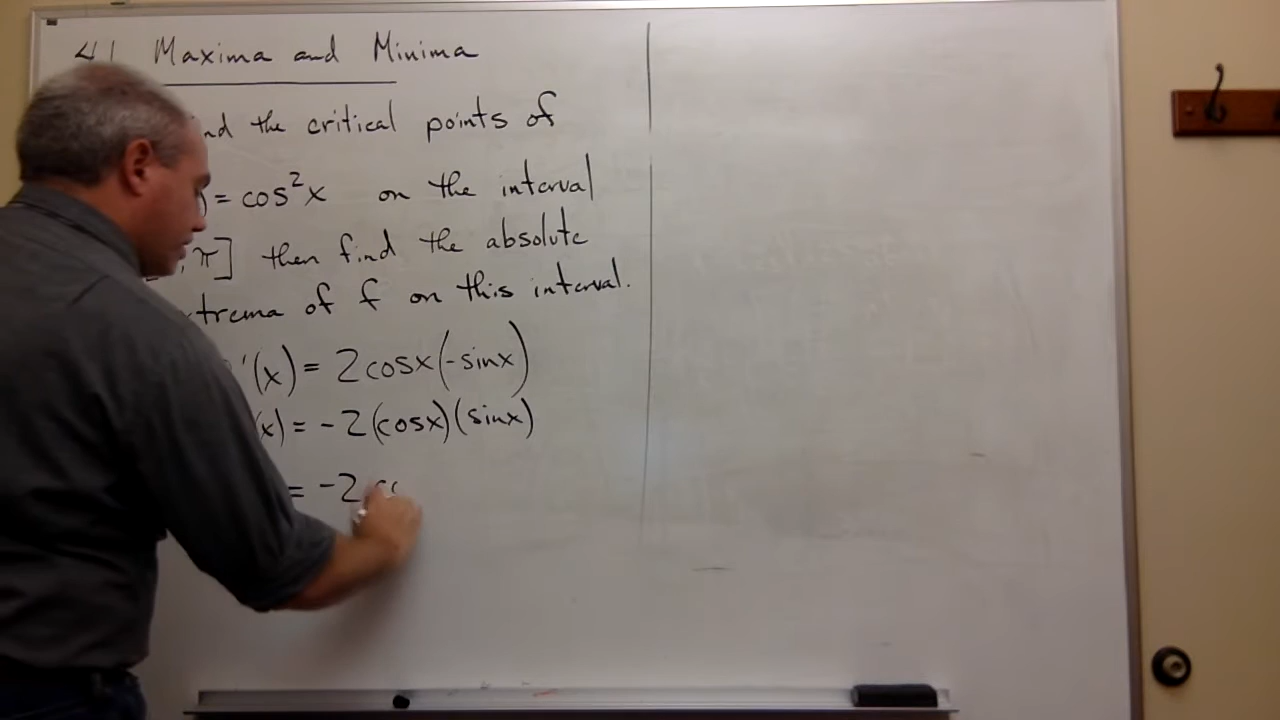 4.1 Maxima and Minima
nd the critical points of
) = cos²x on the interval
, π] then find the absolute
trema of f on this interval.
'(x) = 2cosx(-sinx)
(x) = -2(cosx)(sinx)
= -2